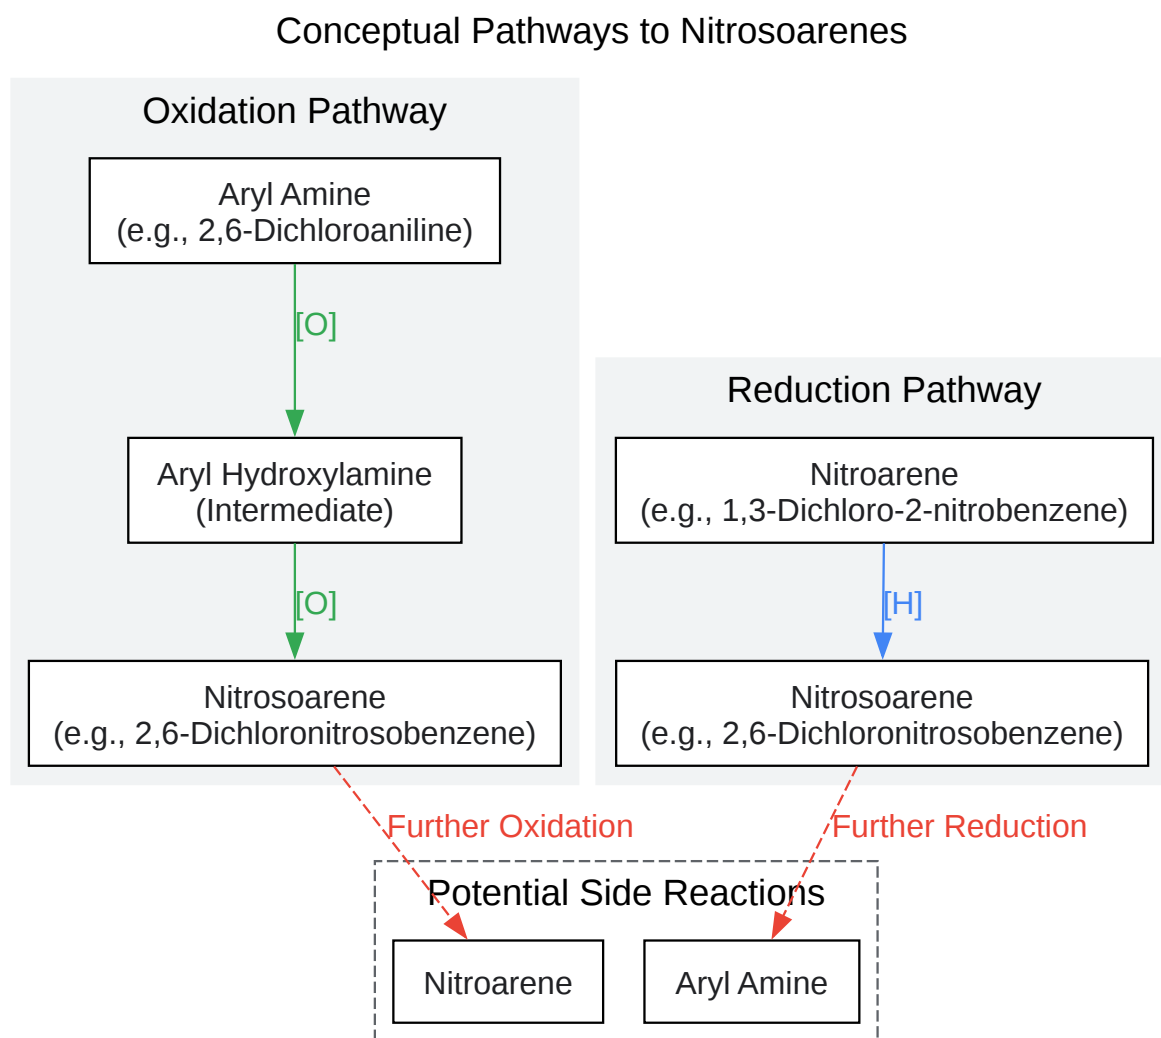 Conceptual Pathways to Nitrosoarenes
Oxidation Pathway
Aryl Amine
(e.g., 2,6-Dichloroaniline)
[O]
Aryl Hydroxylamine
(Intermediate)
[O]
Nitrosoarene
(e.g., 2,6-Dichloronitrosobenzene)
Reduction Pathway
Nitroarene
(e.g., 1,3-Dichloro-2-nitrobenzene)
[H]
Nitrosoarene
(e.g., 2,6-Dichloronitrosobenzene)
Further Oxidation
Further Reduction
Potential Side Reactions
Nitroarene
Aryl Amine